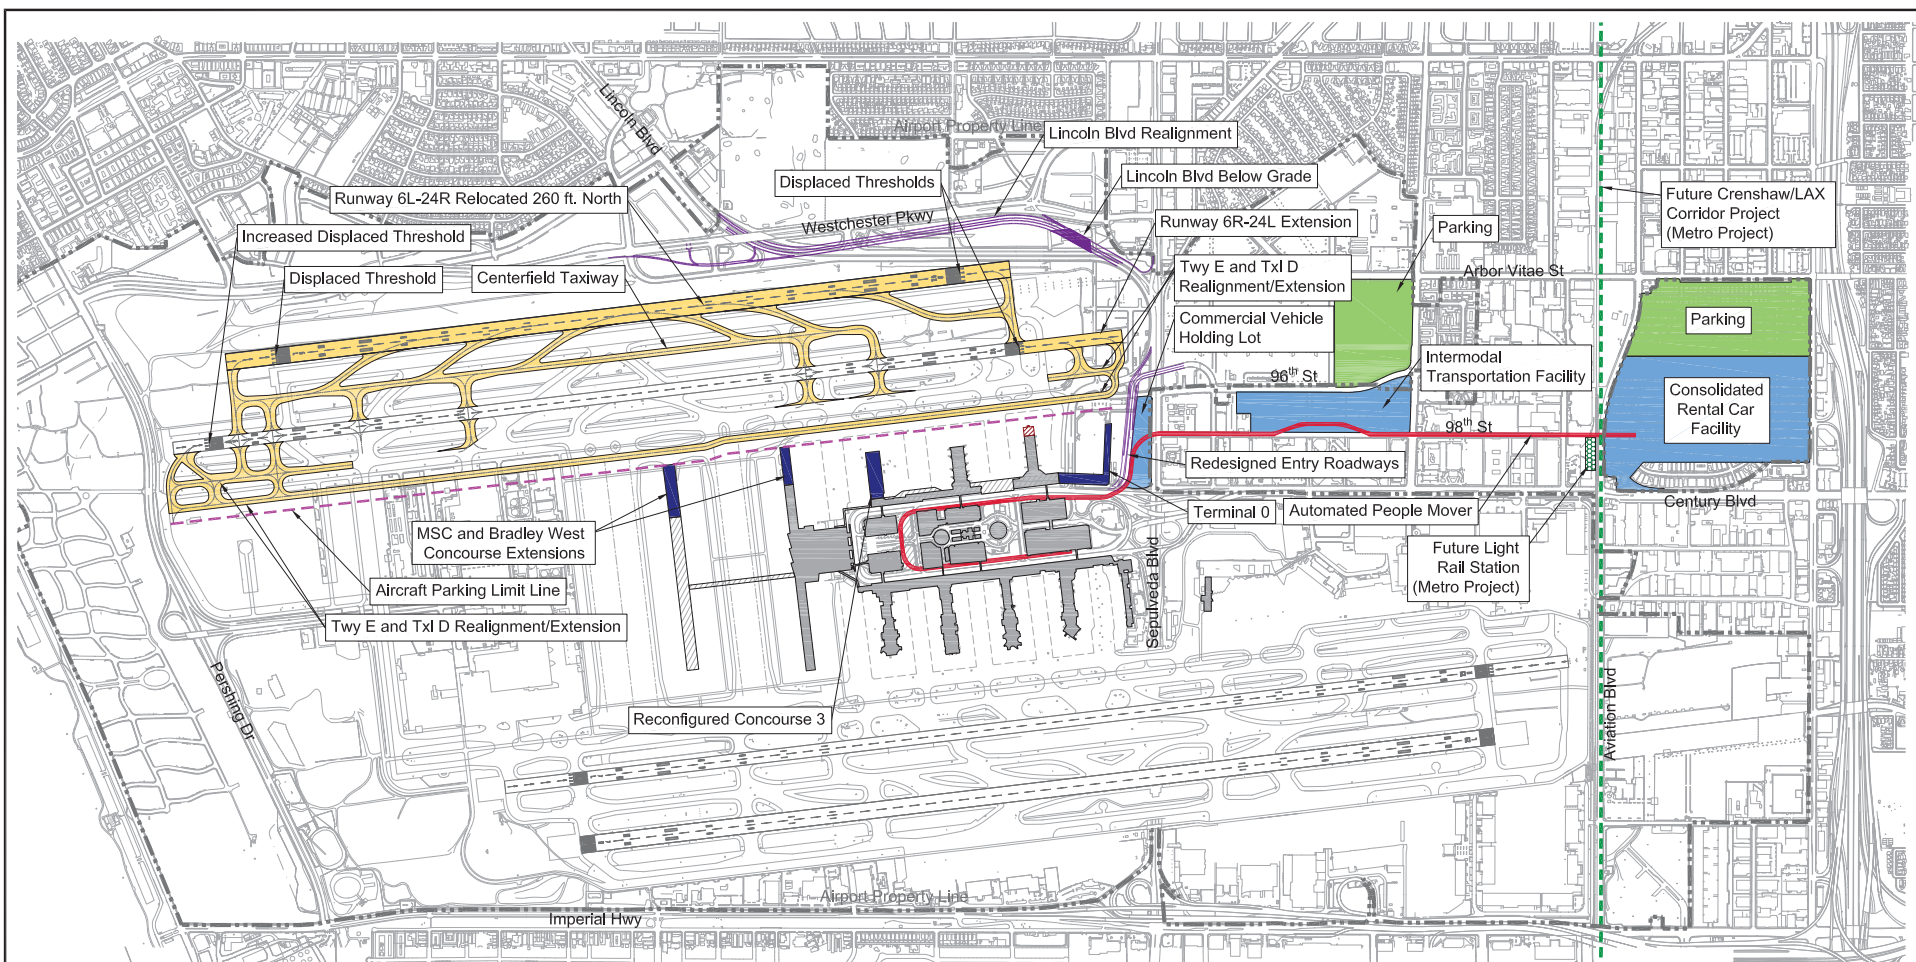 Lincoln Blvd
Airport Property Line
Lincoln Blvd Realignment
Displaced Thresholds
Lincoln Blvd Below Grade
Runway 6L-24R Relocated 260 ft. North
Westchester Pkwy
Runway 6R-24L Extension
Future Crenshaw/LAX
Corridor Project
(Metro Project)
Parking
Increased Displaced Threshold
Displaced Threshold
Centerfield Taxiway
Twy E and Txl D
Realignment/Extension
Arbor Vitae St
Commercial Vehicle
Holding Lot
Parking
Intermodal
Transportation Facility
96th St
Consolidated
Rental Car
Facility
98th St
Redesigned Entry Roadways
Century Blvd
Terminal 0
Automated People Mover
MSC and Bradley West
Concourse Extensions
Future Light
Rail Station
(Metro Project)
Aircraft Parking Limit Line
Sepulveda Blvd
Twy E and Txl D Realignment/Extension
Pershing Dr
Reconfigured Concourse 3
Aviation Blvd
Airport Property Line
Imperial Hwy